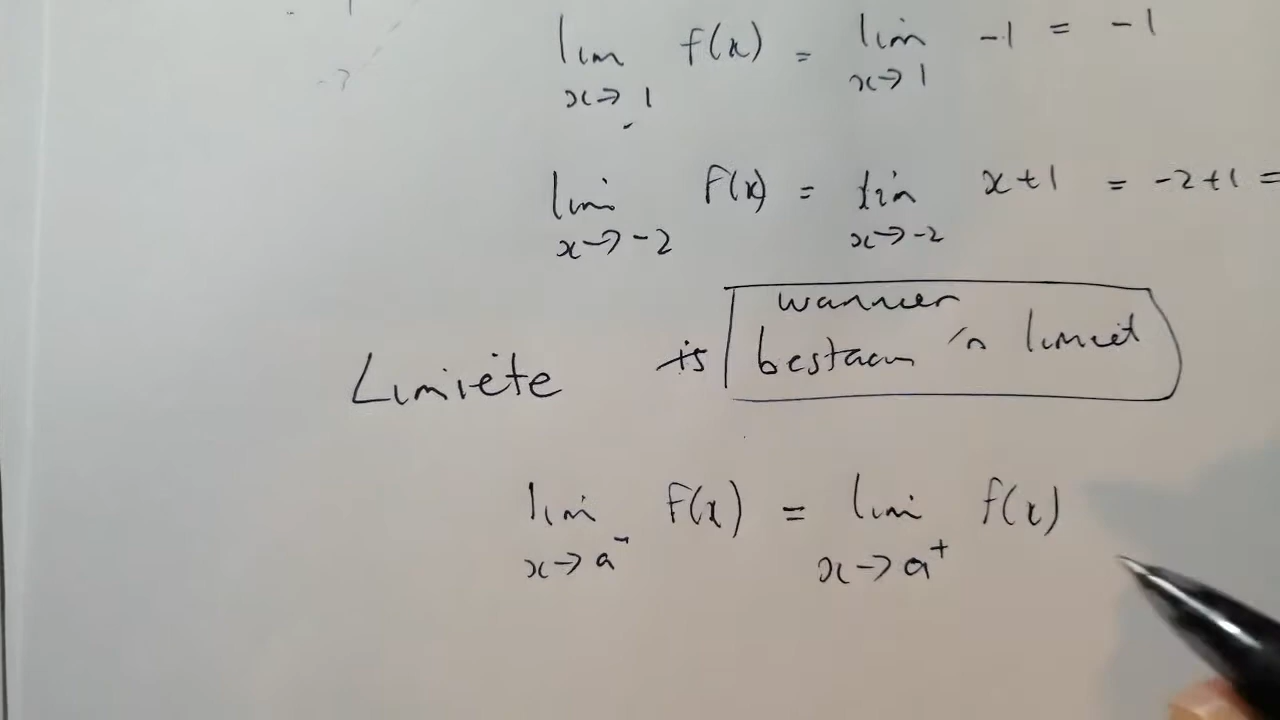 lim f(x) = lim -1 = -1
x→1 x→1
lim f(x) = lim x+1 = -2+1 =
x→-2 x→-2
wanneer
Limiete is bestaan 'n limiet
lim f(x) = lim f(x)
x→a⁻ x→a⁺